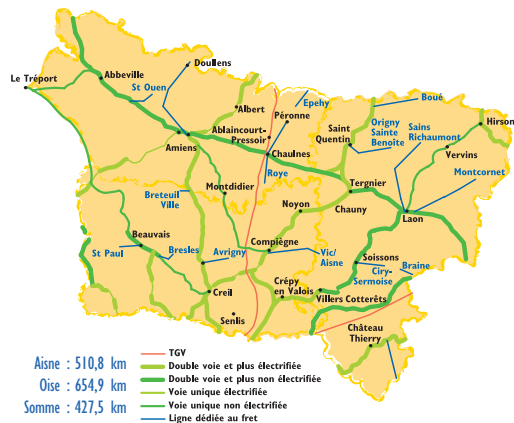 Doullens
Le Tréport
Abbeville
St Ouen
Albert
Epehy
Péronne
Boué
Ablaincourt-
Pressoir
Amiens
Chaulnes
Roye
Saint
Quentin
Origny
Sainte
Benoîte
Sains
Richaumont
Hirson
Vervins
Montcornet
Breteuil
Ville
Montdidier
Tergnier
Noyon
Chauny
Laon
Beauvais
St Paul
Bresles
Avrigny
Compiègne
Vic/
Aisne
Soissons
Ciry-
Sermoise
Braine
Creil
Crépy
en Valois
Villers Cotterêts
Senlis
Château
Thierry
Aisne : 510,8 km
Oise : 654,9 km
Somme : 427,5 km
TGV
Double voie et plus électrifiée
Double voie et plus non électrifiée
Voie unique électrifiée
Voie unique non électrifiée
Ligne dédiée au fret